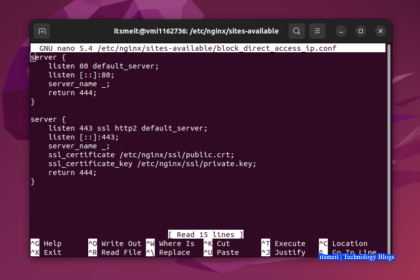 itsmeit@vmi1162736: /etc/nginx/sites-available
GNU nano 5.4 /etc/nginx/sites-available/block_direct_access_ip.conf
server {
    listen 80 default_server;
    listen [::]:80;
    server_name _;
    return 444;
}

server {
    listen 443 ssl http2 default_server;
    listen [::]:443;
    server_name _;
    ssl_certificate /etc/nginx/ssl/public.crt;
    ssl_certificate_key /etc/nginx/ssl/private.key;
    return 444;
}
[ Read 15 lines ]
^G Help ^O Write Out ^W Where Is ^K Cut ^T Execute ^C Location
^X Exit ^R Read File ^\ Replace ^U Paste ^J Justify Go To Line
itsmeit | Technology Blogs